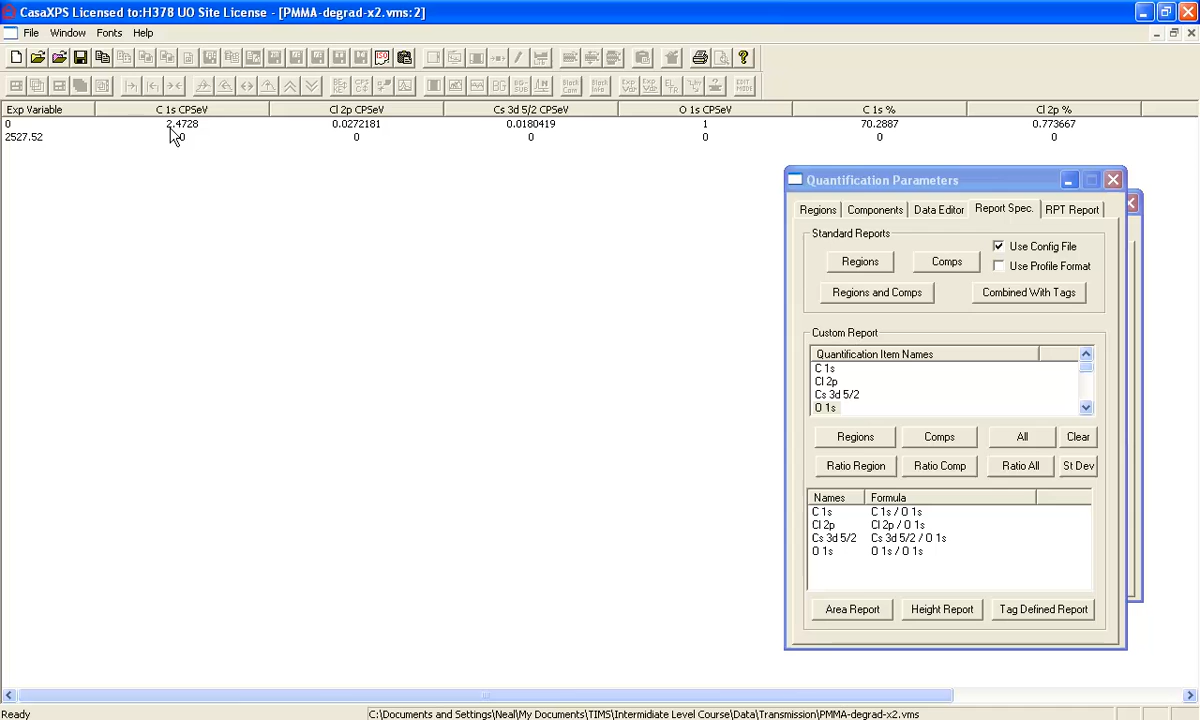 CasaXPS Licensed to:H378 UO Site License - [PMMA-degrad-x2.vms:2]
File Window Fonts Help
Exp Variable C 1s CPSeV Cl 2p CPSeV Cs 3d 5/2 CPSeV O 1s CPSeV C 1s % Cl 2p %
0 2.4728 0.0272181 0.0180419 1 70.2887 0.773667
2527.52 0 0 0 0 0 0
Quantification Parameters
Regions Components Data Editor Report Spec. RPT Report
Standard Reports
Use Config File
Regions Comps
Use Profile Format
Regions and Comps Combined With Tags
Custom Report
Quantification Item Names
C 1s
Cl 2p
Cs 3d 5/2
O 1s
Regions Comps All Clear
Ratio Region Ratio Comp Ratio All St Dev
Names Formula
C 1s C 1s / O 1s
Cl 2p Cl 2p / O 1s
Cs 3d 5/2 Cs 3d 5/2 / O 1s
O 1s O 1s / O 1s
Area Report Height Report Tag Defined Report
Ready C:\Documents and Settings\Neal\My Documents\TIMS\Intermidiate Level Course\Data\Transmission\PMMA-degrad-x2.vms